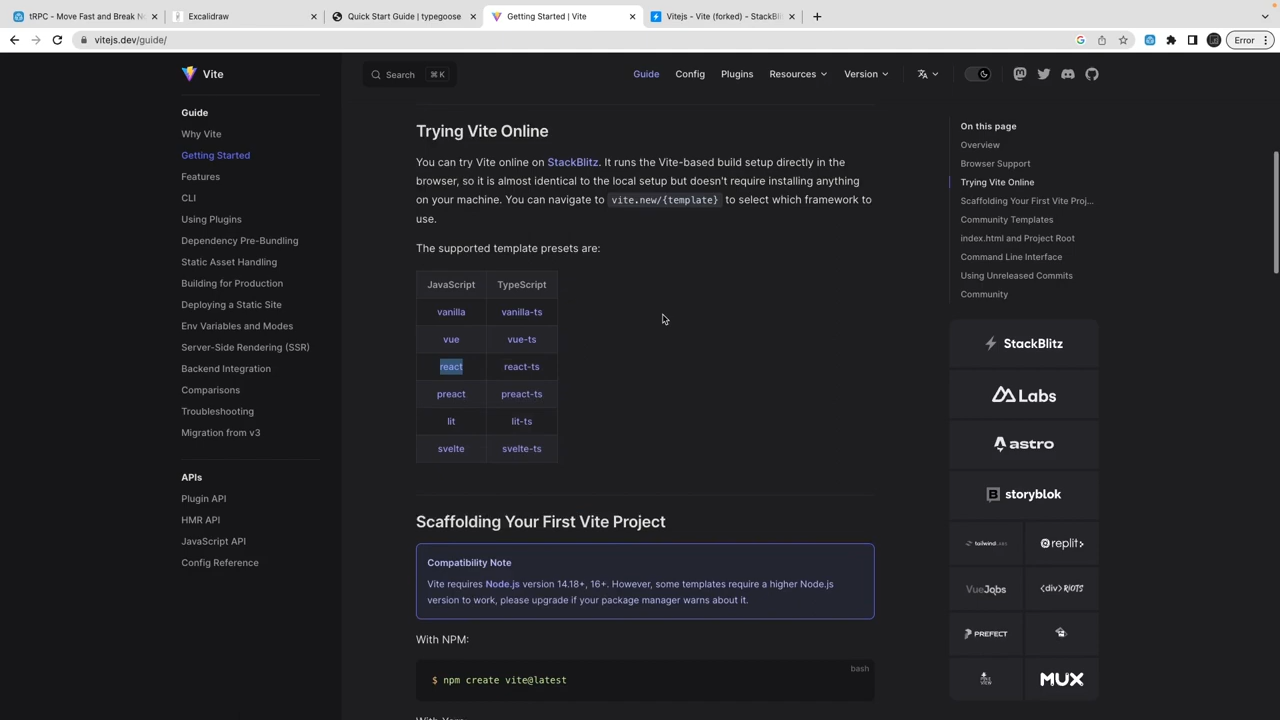 tRPC - Move Fast and Break N
Excalidraw
Quick Start Guide | typegoose
Getting Started | Vite
Vitejs - Vite (forked) - StackBli
vitejs.dev/guide/
Error
Vite
Search
⌘ K
Guide
Config
Plugins
Resources
Version
Guide
Why Vite
Getting Started
Features
CLI
Using Plugins
Dependency Pre-Bundling
Static Asset Handling
Building for Production
Deploying a Static Site
Env Variables and Modes
Server-Side Rendering (SSR)
Backend Integration
Comparisons
Troubleshooting
Migration from v3
APIs
Plugin API
HMR API
JavaScript API
Config Reference
Trying Vite Online
You can try Vite online on StackBlitz. It runs the Vite-based build setup directly in the
browser, so it is almost identical to the local setup but doesn't require installing anything
on your machine. You can navigate to vite.new/{template} to select which framework to
use.
The supported template presets are:
JavaScript TypeScript
vanilla vanilla-ts
vue vue-ts
react react-ts
preact preact-ts
lit lit-ts
svelte svelte-ts
Scaffolding Your First Vite Project
Compatibility Note
Vite requires Node.js version 14.18+, 16+. However, some templates require a higher Node.js
version to work, please upgrade if your package manager warns about it.
With NPM:
bash
$ npm create vite@latest
On this page
Overview
Browser Support
Trying Vite Online
Scaffolding Your First Vite Proj...
Community Templates
index.html and Project Root
Command Line Interface
Using Unreleased Commits
Community
StackBlitz
Labs
astro
storyblok
tailwindLABS
replit
VueJobs
<div> RIOTS
PREFECT
MUX